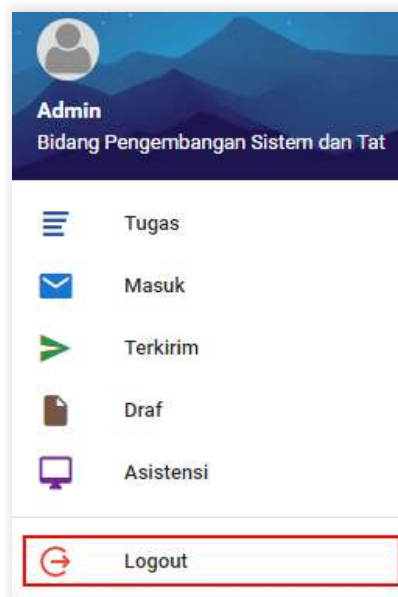 Admin
Bidang Pengembangan Sistem dan Tat
Tugas
Masuk
Terkirim
Draf
Asistensi
Logout